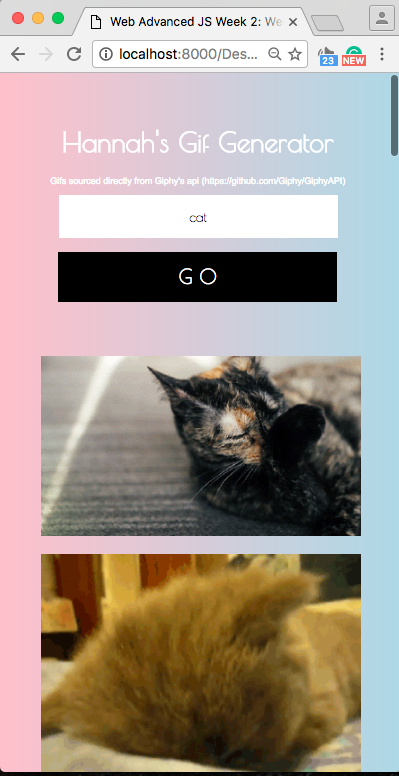 Web Advanced JS Week 2: We
localhost:8000/Des...
23
NEW
Hannah's Gif Generator
Gifs sourced directly from Giphy's api (https://github.com/Giphy/GiphyAPI)
cat
GO